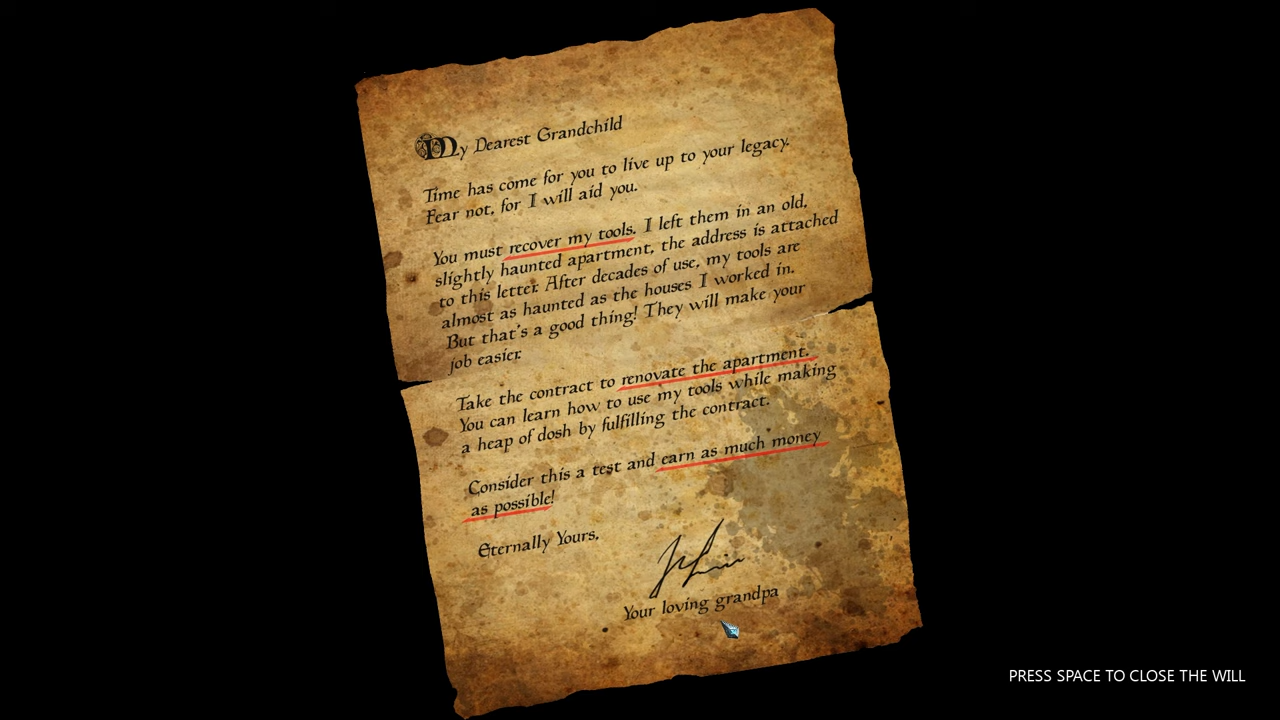 My Dearest Grandchild
Time has come for you to live up to your legacy.
Fear not, for I will aid you.
You must recover my tools. I left them in an old,
slightly haunted apartment, the address is attached
to this letter. After decades of use, my tools are
almost as haunted as the houses I worked in.
But that's a good thing! They will make your
job easier.
Take the contract to renovate the apartment.
You can learn how to use my tools while making
a heap of dosh by fulfilling the contract.
Consider this a test and earn as much money
as possible!
Eternally Yours,
Your loving grandpa
PRESS SPACE TO CLOSE THE WILL